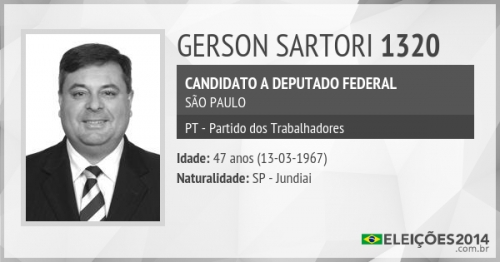 GERSON SARTORI 1320
CANDIDATO A DEPUTADO FEDERAL
SÃO PAULO
PT - Partido dos Trabalhadores
Idade: 47 anos (13-03-1967)
Naturalidade: SP - Jundiai
ELEIÇÕES2014
.com.br